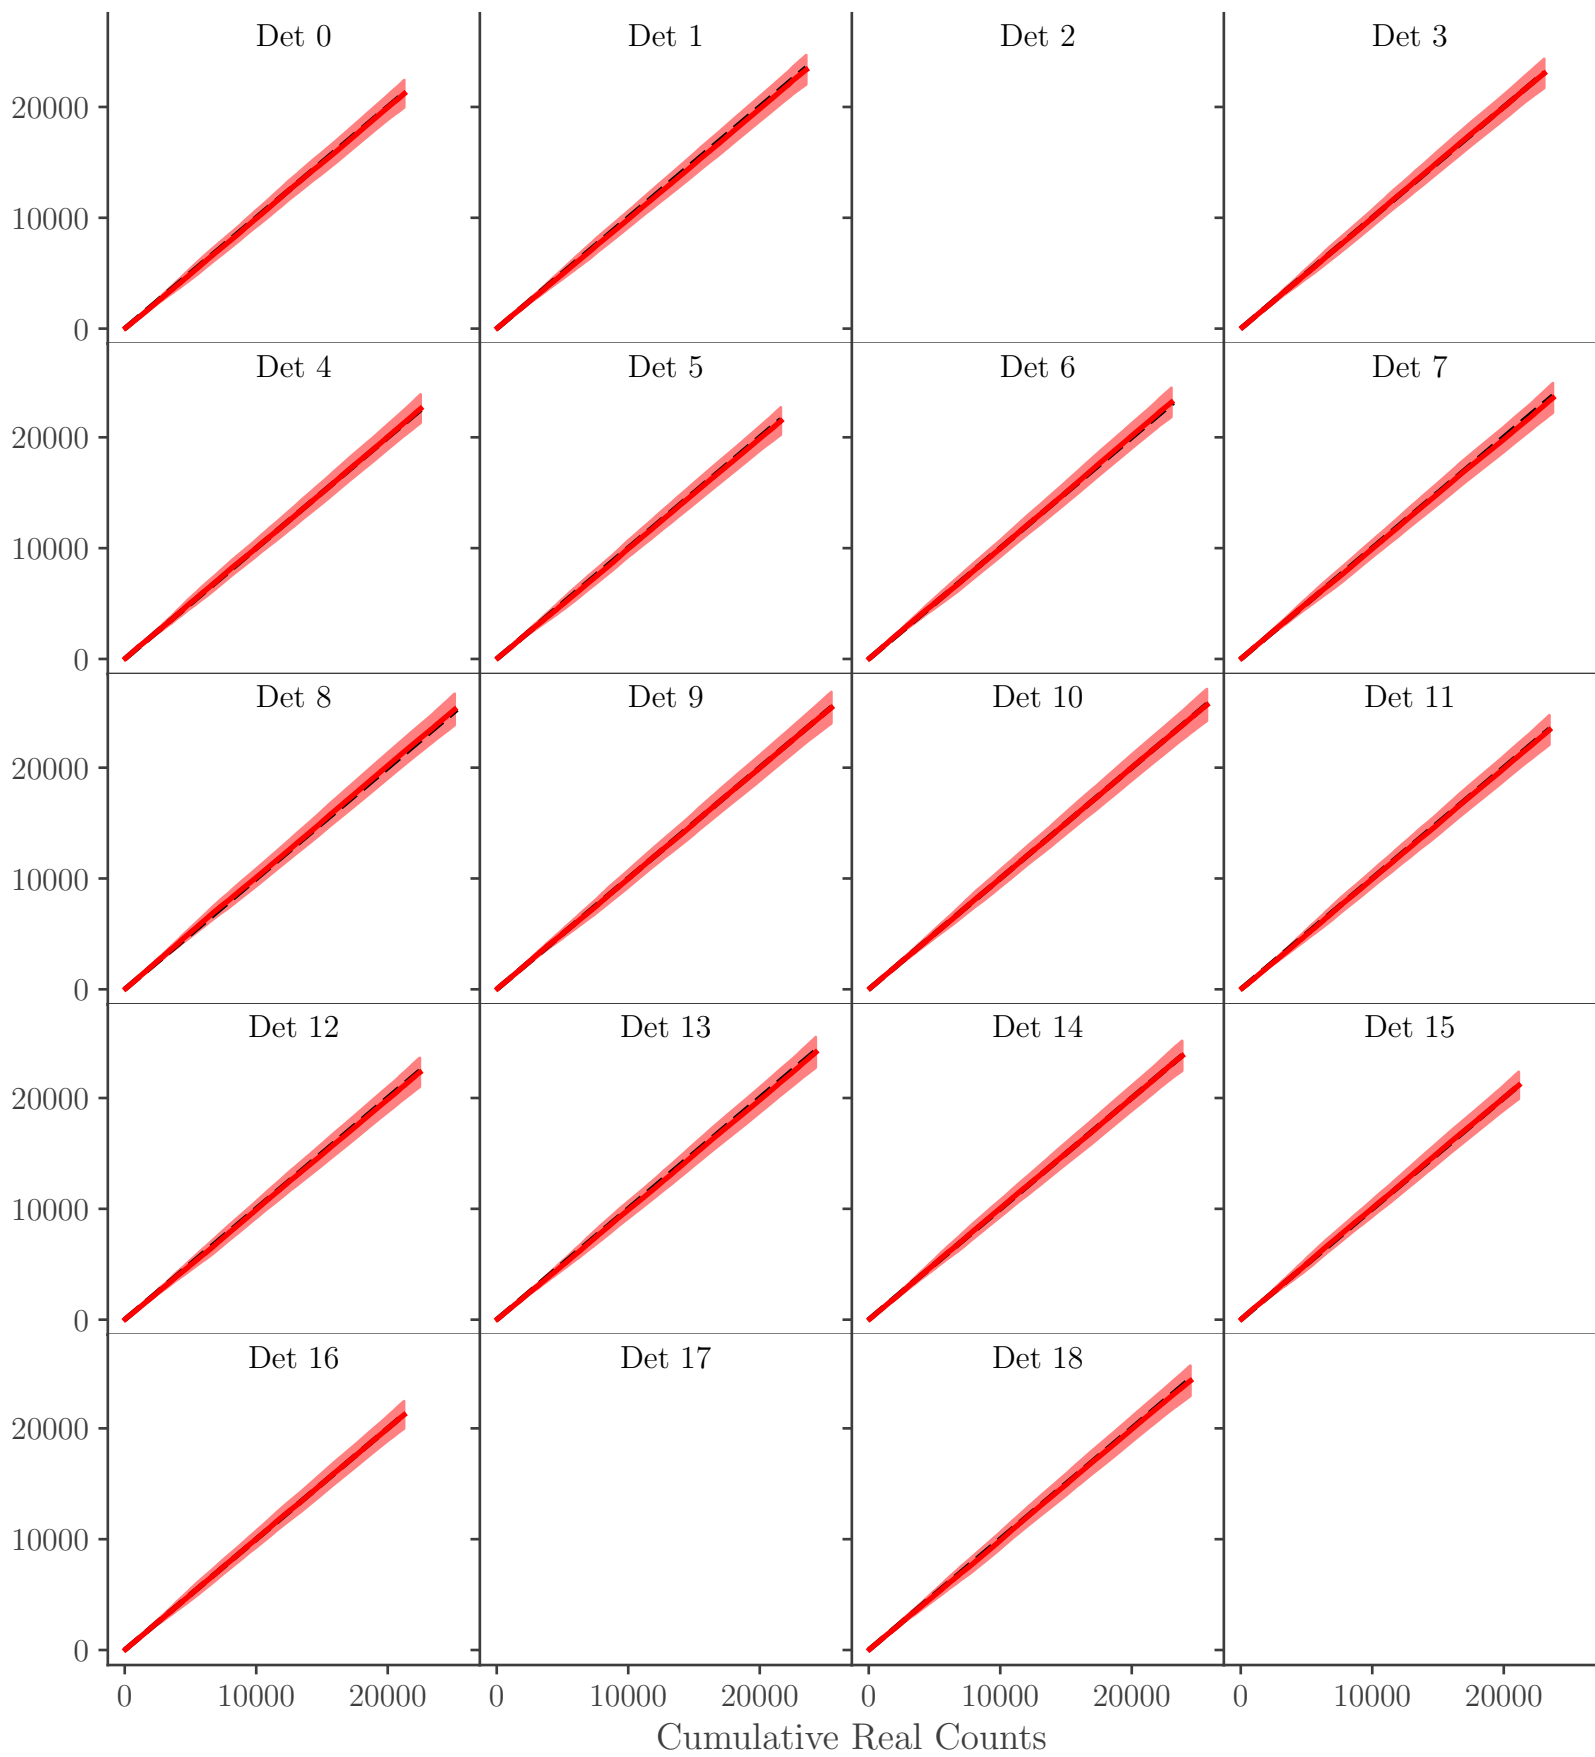 Det 0 Det 1 Det 2 Det 3
20000
10000
0
Det 4 Det 5 Det 6 Det 7
20000
10000
0
Det 8 Det 9 Det 10 Det 11
20000
10000
0
Det 12 Det 13 Det 14 Det 15
20000
10000
0
Det 16 Det 17 Det 18
20000
10000
0
0 10000 20000 0 10000 20000 0 10000 20000 0 10000 20000
Cumulative Real Counts